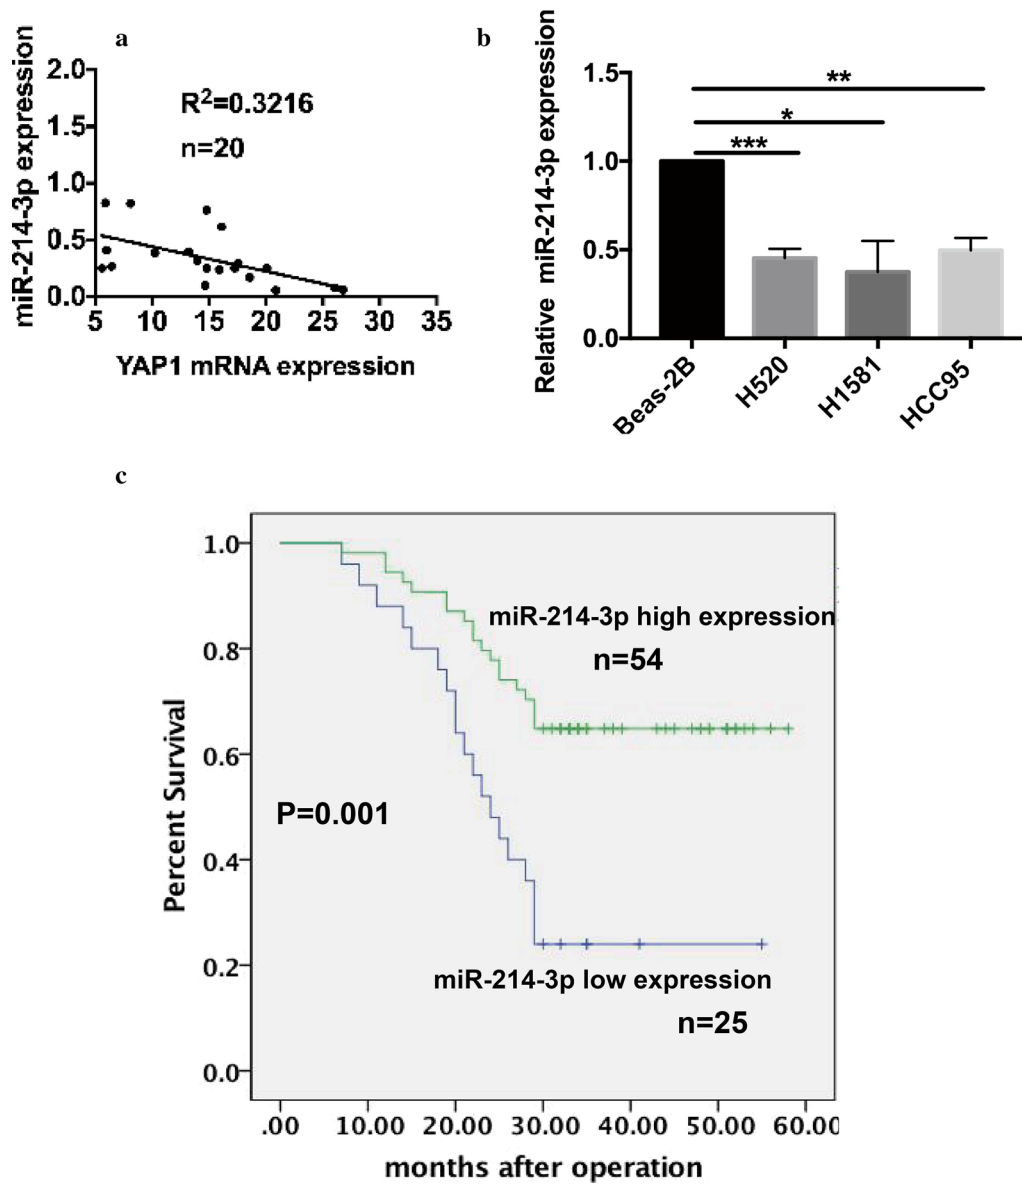 a
miR-214-3p expression
2.0
1.5
1.0
0.5
0.0
R²=0.3216
n=20
5 10 15 20 25 30 35
YAP1 mRNA expression
b
Relative miR-214-3p expression
1.5
1.0
0.5
0.0
**
*
***
Beas-2B
H520
H1581
HCC95
c
Percent Survival
1.0
0.8
0.6
0.4
0.2
0.0
miR-214-3p high expression
n=54
P=0.001
miR-214-3p low expression
n=25
.00 10.00 20.00 30.00 40.00 50.00 60.00
months after operation